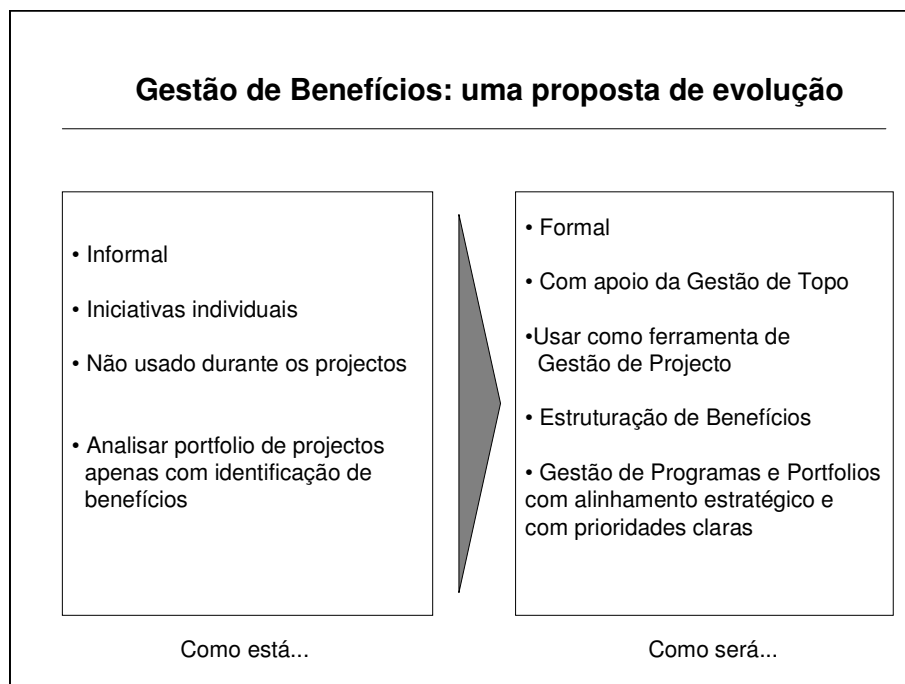 Gestão de Benefícios: uma proposta de evolução
• Informal
• Iniciativas individuais
• Não usado durante os projectos
• Analisar portfolio de projectos
apenas com identificação de
benefícios
Como está...
• Formal
• Com apoio da Gestão de Topo
•Usar como ferramenta de
Gestão de Projecto
• Estruturação de Benefícios
• Gestão de Programas e Portfolios
com alinhamento estratégico e
com prioridades claras
Como será...